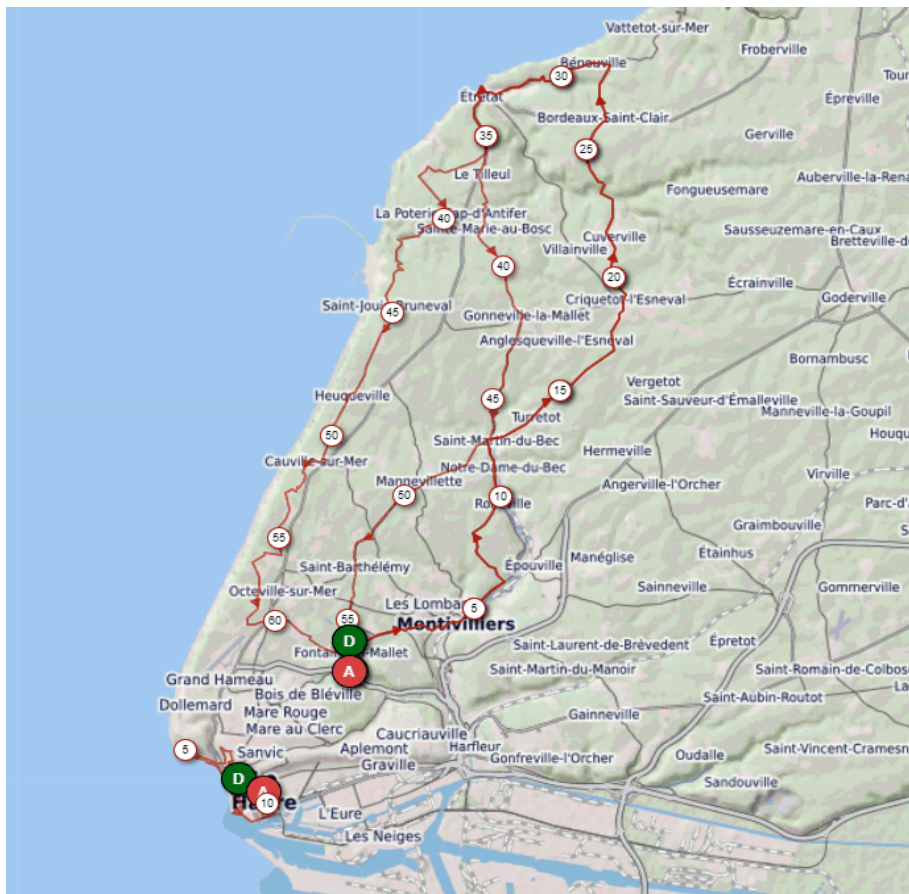 Vattetot-sur-Mer
Froberville
Bénouville
30
Étretat
Épreville
Bordeaux-Saint-Clair
35
25
Gerville
Le Tilleul
Auberville-la-Rena
Fongueusemare
La Poterie-Cap-d'Antifer
40
Sainte-Marie-au-Bosc
Sausseuzemare-en-Caux
Cuverville
Bretteville-du
Villainville
40
20
Écrainville
Criquetot-l'Esneval
Goderville
Saint-Jouin-Bruneval
45
Gonneville-la-Mallet
Anglesqueville-l'Esneval
Bornambusc
Vergetot
15
Heuqueville
45
Saint-Sauveur-d'Émalleville
Manneville-la-Goupil
Turretot
50
Saint-Martin-du-Bec
Houqu
Hermeville
Cauville-sur-Mer
Notre-Dame-du-Bec
Virville
Mannevillette
Angerville-l'Orcher
50
10
Parc-d'A
Graimbouville
55
Étainhus
Manéglise
Saint-Barthélémy
Épouville
Sainneville
Gommerville
Octeville-sur-Mer
Les Lomba
5
60
55
Montivilliers
D
Épretot
Saint-Laurent-de-Brèvedent
Saint-Martin-du-Manoir
Saint-Romain-de-Colbos
A
Grand Hameau
Bois de Bléville
Saint-Aubin-Routot
La
Dollemard
Mare Rouge
Gainneville
Mare au Clerc
Caucriauville
5
Sanvic
Aplemont
Harfleur
Saint-Vincent-Cramesn
Graville
Gonfreville-l'Orcher
Oudalle
D
Sandouville
A
10
L'Eure
Les Neiges